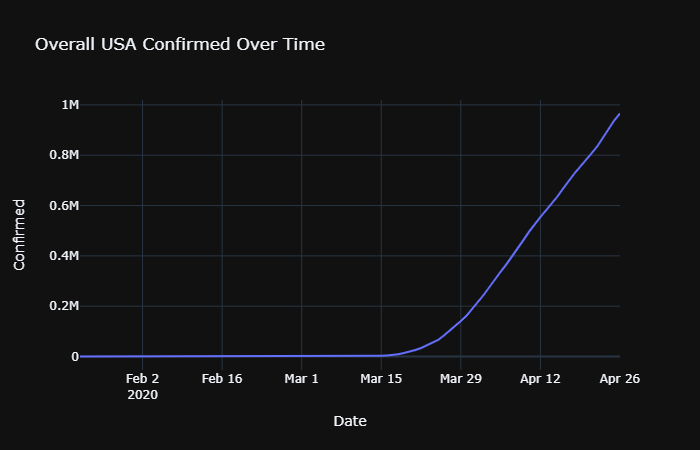 Overall USA Confirmed Over Time
1M
0.8M
0.6M
0.4M
0.2M
0
Confirmed
Feb 2
2020
Feb 16
Mar 1
Mar 15
Mar 29
Apr 12
Apr 26
Date